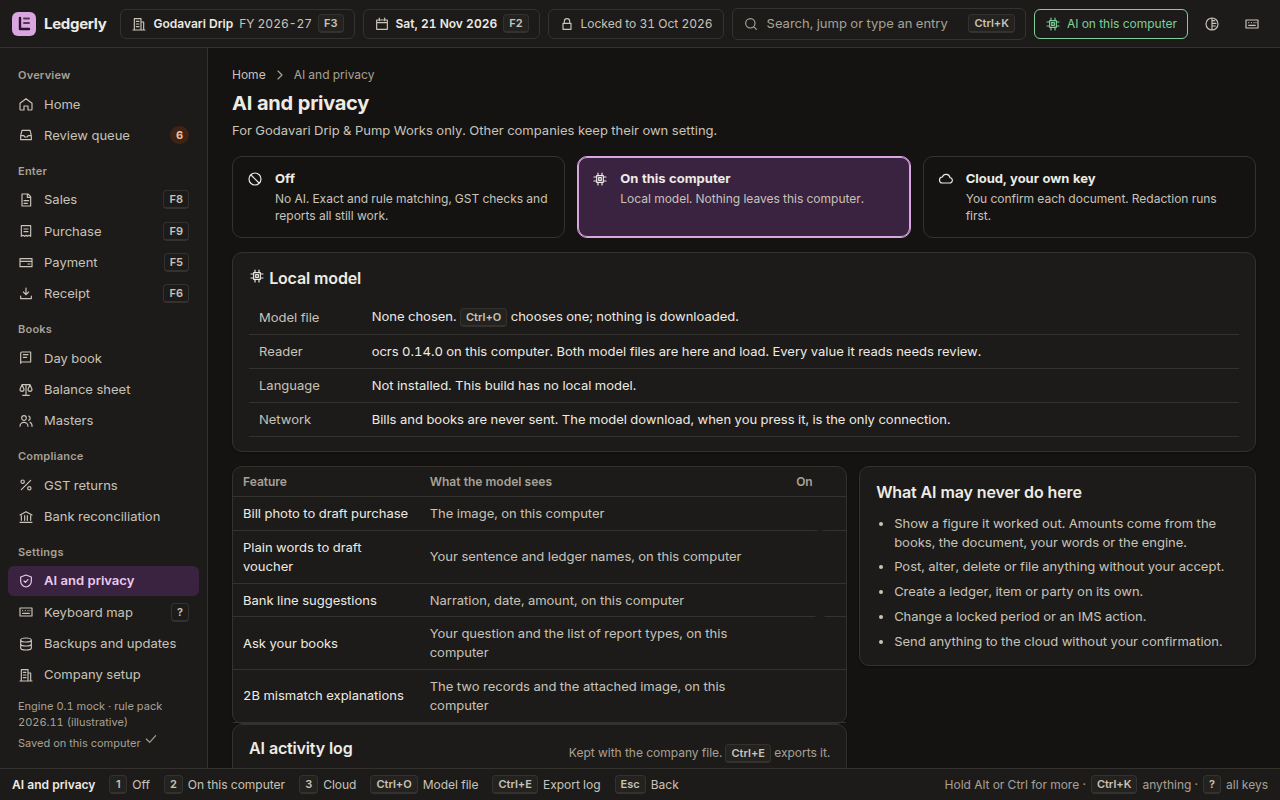 Ledgerly
Godavari Drip FY 2026-27 F3
Sat, 21 Nov 2026 F2
Locked to 31 Oct 2026
Search, jump or type an entry Ctrl+K
AI on this computer
Overview
Home
Review queue 6
Enter
Sales F8
Purchase F9
Payment F5
Receipt F6
Books
Day book
Balance sheet
Masters
Compliance
GST returns
Bank reconciliation
Settings
AI and privacy
Keyboard map ?
Backups and updates
Company setup
Engine 0.1 mock · rule pack
2026.11 (illustrative)
Saved on this computer
Home AI and privacy
AI and privacy
For Godavari Drip & Pump Works only. Other companies keep their own setting.
Off
No AI. Exact and rule matching, GST checks and
reports all still work.
On this computer
Local model. Nothing leaves this computer.
Cloud, your own key
You confirm each document. Redaction runs
first.
Local model
Model file None chosen. Ctrl+O chooses one; nothing is downloaded.
Reader ocrs 0.14.0 on this computer. Both model files are here and load. Every value it reads needs review.
Language Not installed. This build has no local model.
Network Bills and books are never sent. The model download, when you press it, is the only connection.
Feature What the model sees On
Bill photo to draft purchase The image, on this computer
Plain words to draft
voucher
Your sentence and ledger names, on this computer
Bank line suggestions Narration, date, amount, on this computer
Ask your books
Your question and the list of report types, on this
computer
2B mismatch explanations
The two records and the attached image, on this
computer
What AI may never do here
• Show a figure it worked out. Amounts come from the
books, the document, your words or the engine.
• Post, alter, delete or file anything without your accept.
• Create a ledger, item or party on its own.
• Change a locked period or an IMS action.
• Send anything to the cloud without your confirmation.
AI activity log Kept with the company file. Ctrl+E exports it.
AI and privacy 1 Off 2 On this computer 3 Cloud Ctrl+O Model file Ctrl+E Export log Esc Back Hold Alt or Ctrl for more · Ctrl+K anything · ? all keys